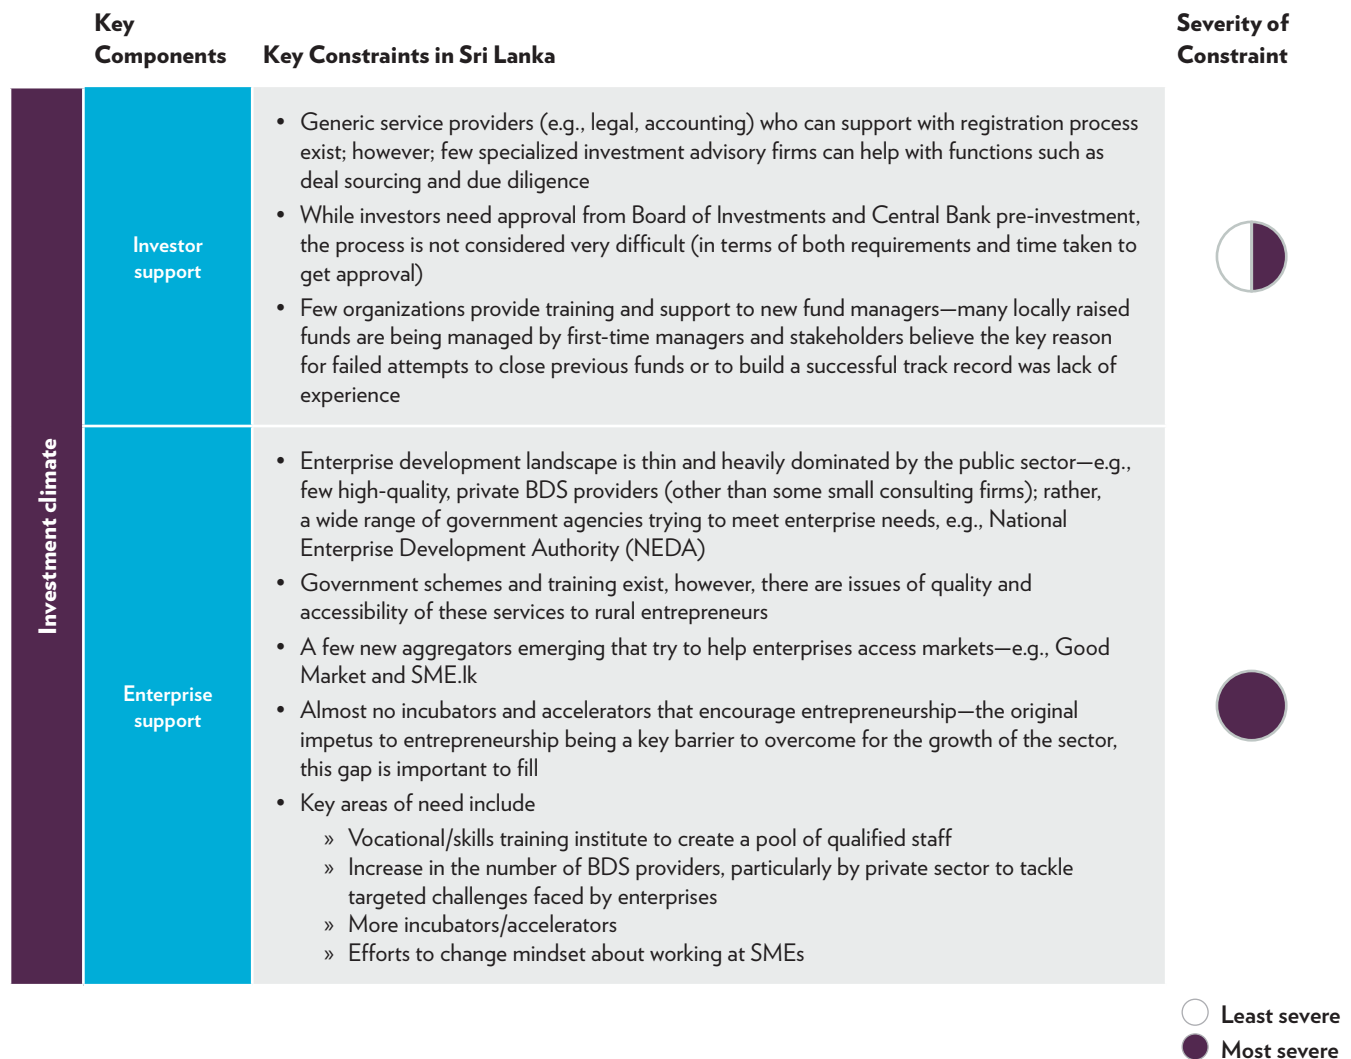 Key
Components
Key Constraints in Sri Lanka
Severity of
Constraint
Investment climate
Investor
support
• Generic service providers (e.g., legal, accounting) who can support with registration process
exist; however; few specialized investment advisory firms can help with functions such as
deal sourcing and due diligence
• While investors need approval from Board of Investments and Central Bank pre-investment,
the process is not considered very difficult (in terms of both requirements and time taken to
get approval)
• Few organizations provide training and support to new fund managers—many locally raised
funds are being managed by first-time managers and stakeholders believe the key reason
for failed attempts to close previous funds or to build a successful track record was lack of
experience
Enterprise
support
• Enterprise development landscape is thin and heavily dominated by the public sector—e.g.,
few high-quality, private BDS providers (other than some small consulting firms); rather,
a wide range of government agencies trying to meet enterprise needs, e.g., National
Enterprise Development Authority (NEDA)
• Government schemes and training exist, however, there are issues of quality and
accessibility of these services to rural entrepreneurs
• A few new aggregators emerging that try to help enterprises access markets—e.g., Good
Market and SME.lk
• Almost no incubators and accelerators that encourage entrepreneurship—the original
impetus to entrepreneurship being a key barrier to overcome for the growth of the sector,
this gap is important to fill
• Key areas of need include
» Vocational/skills training institute to create a pool of qualified staff
» Increase in the number of BDS providers, particularly by private sector to tackle
targeted challenges faced by enterprises
» More incubators/accelerators
» Efforts to change mindset about working at SMEs
Least severe
Most severe